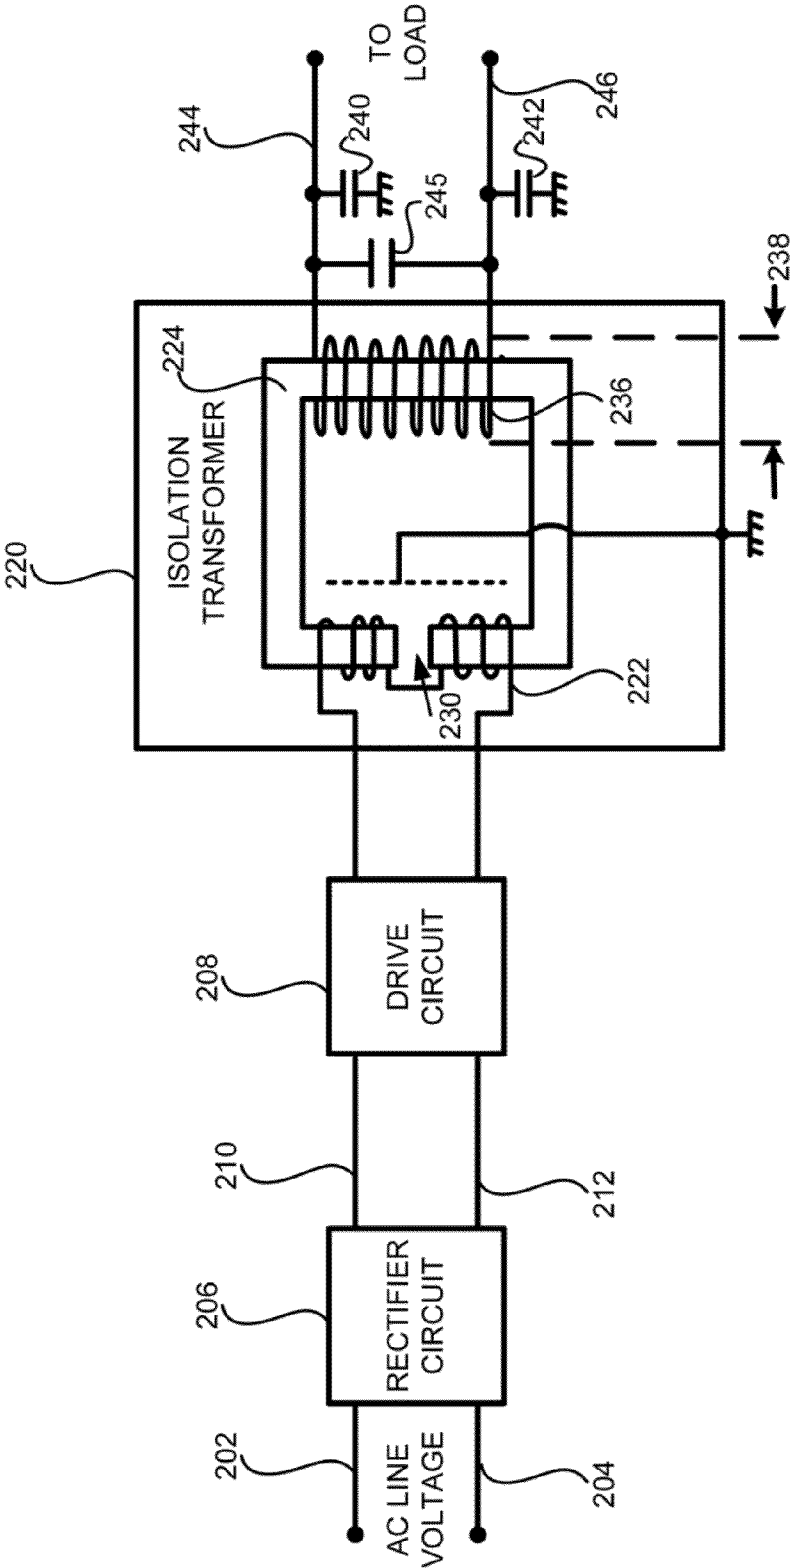 220
ISOLATION
TRANSFORMER
224
244
240
245
TO
LOAD
246
242
238
236
222
230
208
DRIVE
CIRCUIT
210
212
206
RECTIFIER
CIRCUIT
202
AC LINE
VOLTAGE
204